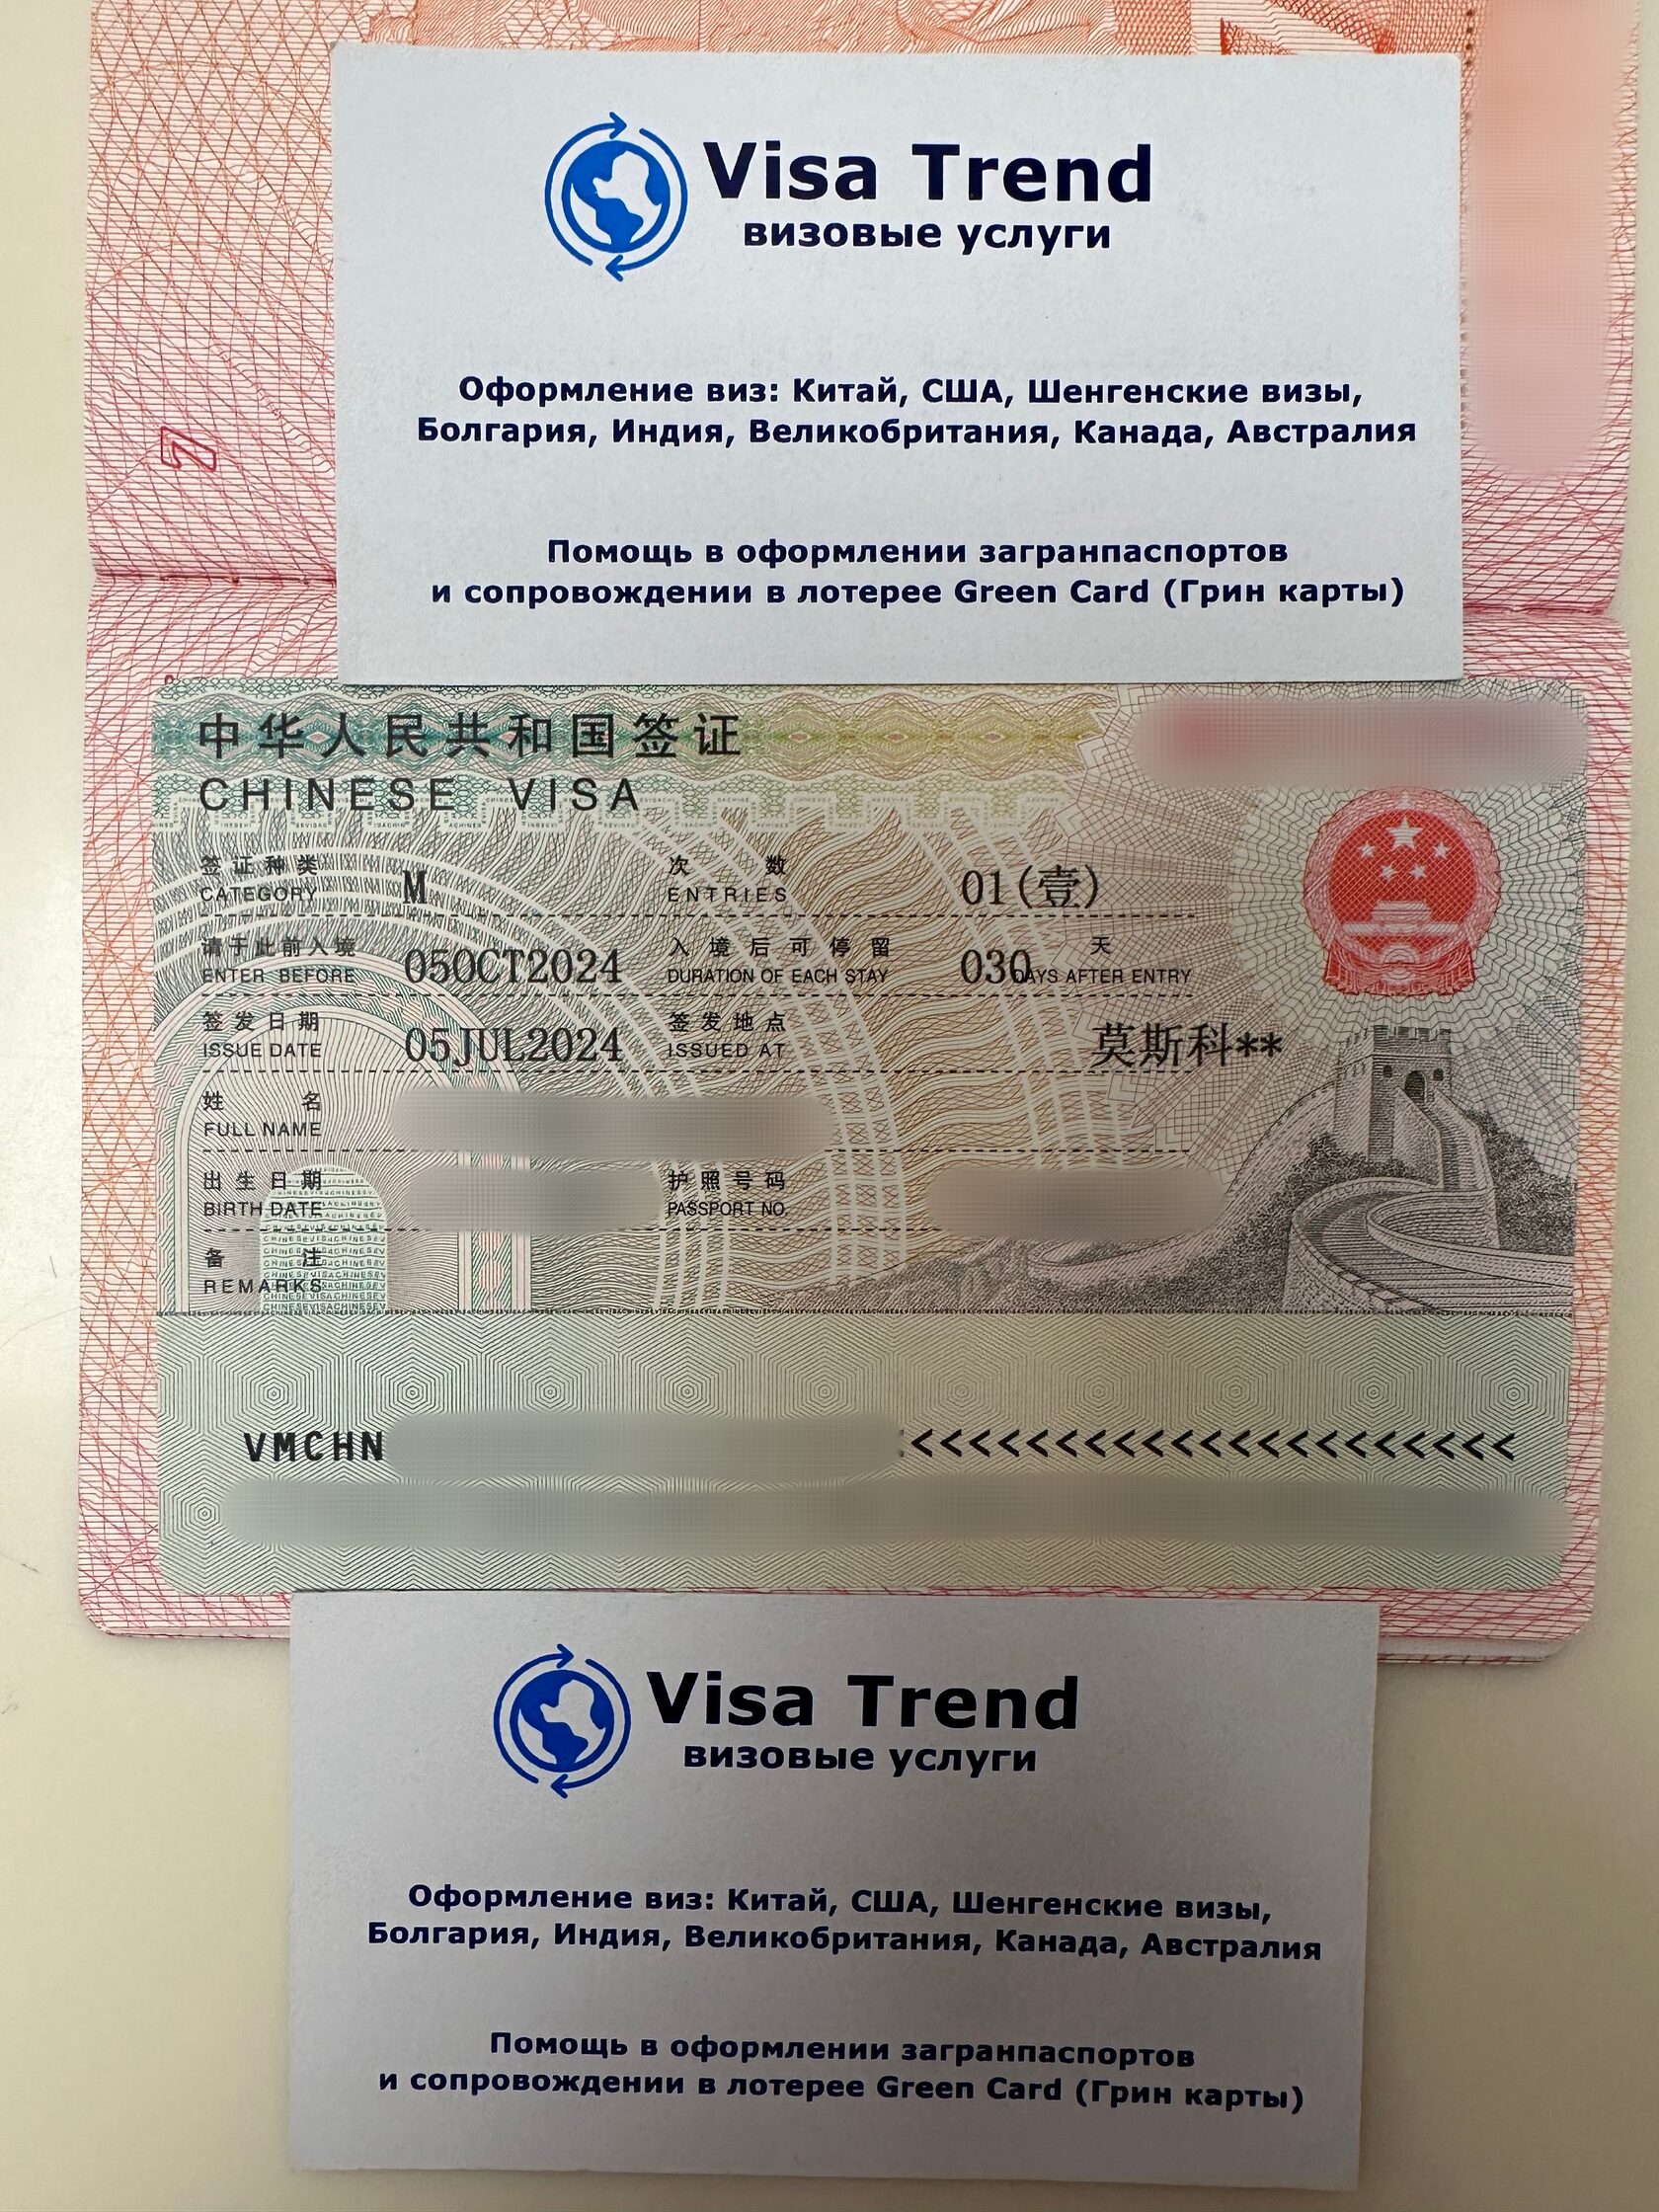 Visa Trend
визовые услуги
Оформление виз: Китай, США, Шенгенские визы,
Болгария, Индия, Великобритания, Канада, Австралия
Помощь в оформлении загранпаспортов
и сопровождении в лотерее Green Card (Грин карты)
7
中华人民共和国签证
CHINESE VISA
签证种类 次数
CATEGORY M ENTRIES 01(壹)
请于此前入境 入境后可停留 天
ENTER BEFORE 05OCT2024 DURATION OF EACH STAY 030 DAYS AFTER ENTRY
签发日期 签发地点
ISSUE DATE 05JUL2024 ISSUED AT 莫斯科**
姓名
FULL NAME
出生日期 护照号码
BIRTH DATE PASSPORT NO.
备注
REMARKS
VMCHN <<<<<<<<<<<<<<<<<<<<<
Visa Trend
визовые услуги
Оформление виз: Китай, США, Шенгенские визы,
Болгария, Индия, Великобритания, Канада, Австралия
Помощь в оформлении загранпаспортов
и сопровождении в лотерее Green Card (Грин карты)